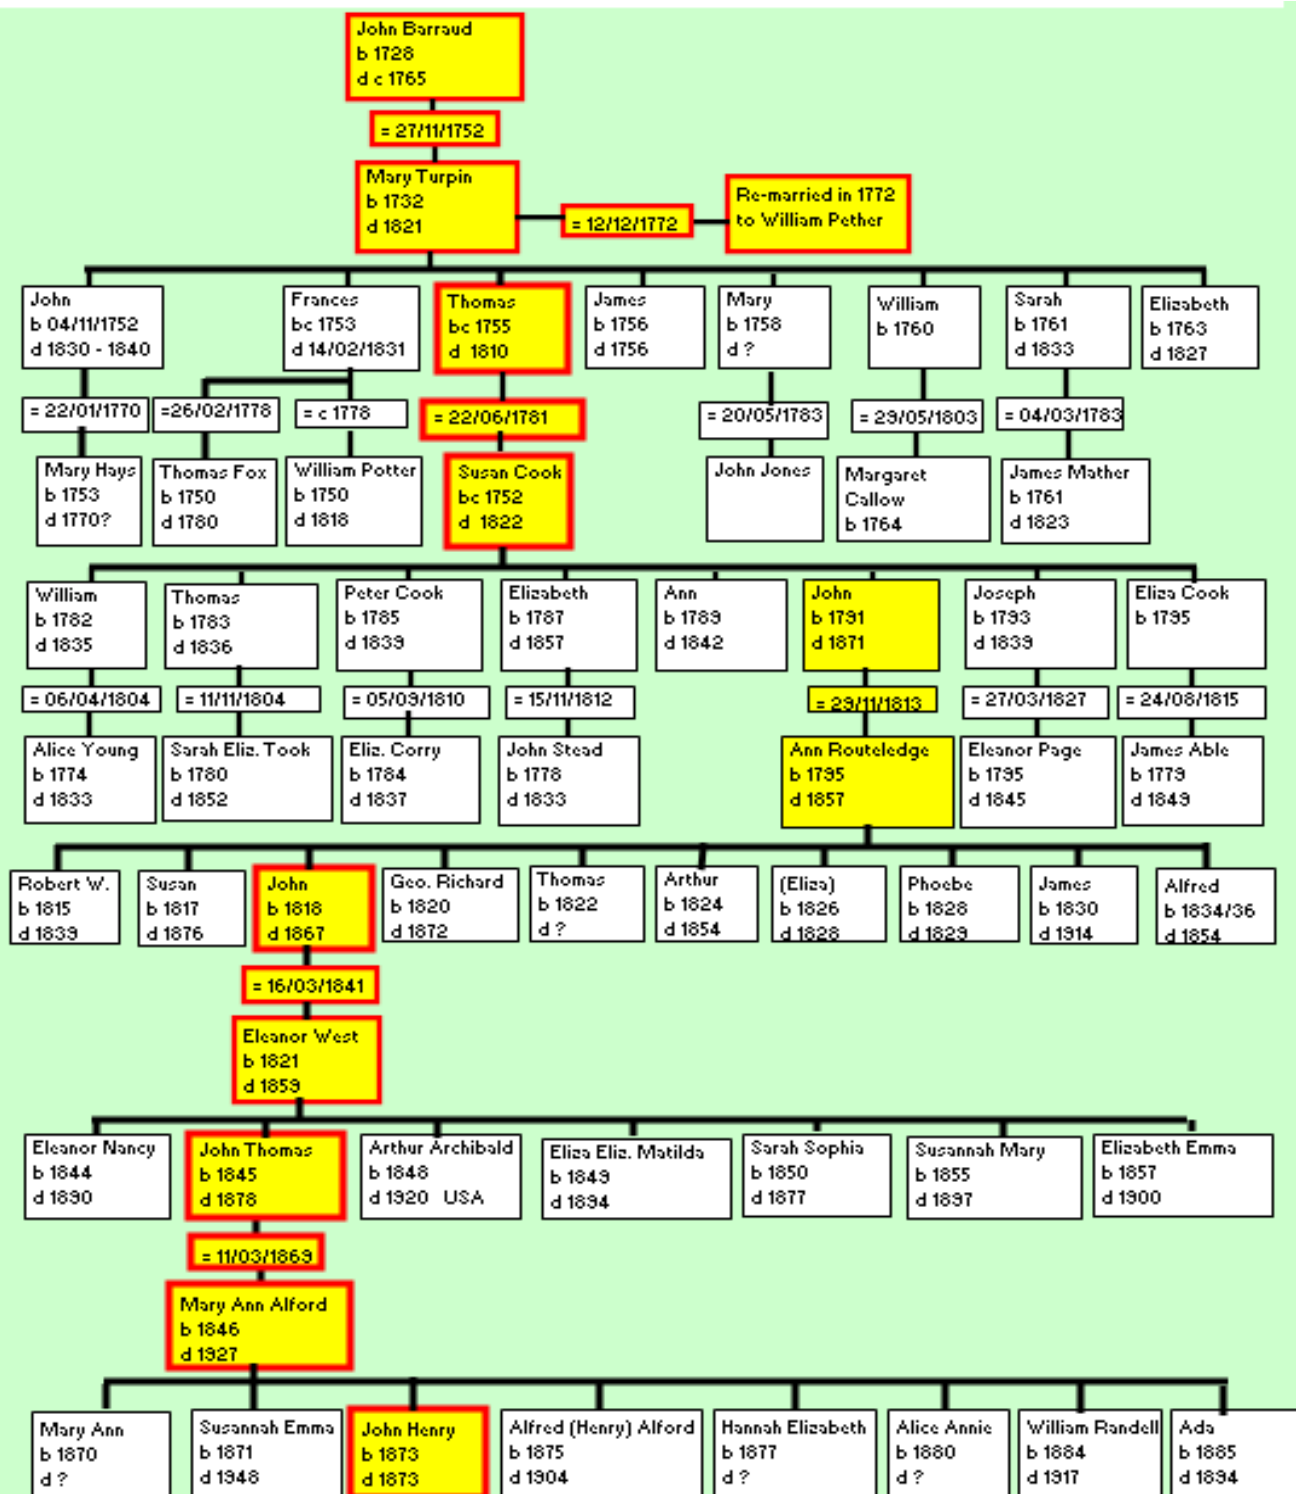 John Barraud
b 1728
d c 1765
= 27/11/1752
Mary Turpin
b 1732
d 1821
= 12/12/1772
Re-married in 1772
to William Pether
John
b 04/11/1752
d 1830 - 1840
Frances
bc 1753
d 14/02/1831
Thomas
bc 1755
d 1810
James
b 1756
d 1756
Mary
b 1758
d ?
William
b 1760
Sarah
b 1761
d 1833
Elizabeth
b 1763
d 1827
= 22/01/1770
=26/02/1778
= c 1778
= 22/06/1781
= 20/05/1783
= 29/05/1803
= 04/03/1783
Mary Hays
b 1753
d 1770?
Thomas Fox
b 1750
d 1780
William Potter
b 1750
d 1818
Susan Cook
bc 1752
d 1822
John Jones
Margaret
Callow
b 1764
James Mather
b 1761
d 1823
William
b 1782
d 1835
Thomas
b 1783
d 1836
Peter Cook
b 1785
d 1839
Elizabeth
b 1787
d 1857
Ann
b 1789
d 1842
John
b 1791
d 1871
Joseph
b 1793
d 1839
Eliza Cook
b 1795
= 06/04/1804
= 11/11/1804
= 05/09/1810
= 15/11/1812
= 29/11/1813
= 27/03/1827
= 24/08/1815
Alice Young
b 1774
d 1833
Sarah Eliz. Took
b 1780
d 1852
Eliz. Corry
b 1784
d 1837
John Stead
b 1778
d 1833
Ann Routeledge
b 1795
d 1857
Eleanor Page
b 1795
d 1845
James Able
b 1779
d 1849
Robert W.
b 1815
d 1839
Susan
b 1817
d 1876
John
b 1818
d 1867
Geo. Richard
b 1820
d 1872
Thomas
b 1822
d ?
Arthur
b 1824
d 1854
(Eliza)
b 1826
d 1828
Phoebe
b 1828
d 1829
James
b 1830
d 1914
Alfred
b 1834/36
d 1854
= 16/03/1841
Eleanor West
b 1821
d 1859
Eleanor Nancy
b 1844
d 1890
John Thomas
b 1845
d 1878
Arthur Archibald
b 1848
d 1920 USA
Eliza Eliz. Matilda
b 1849
d 1894
Sarah Sophia
b 1850
d 1877
Susannah Mary
b 1855
d 1897
Elizabeth Emma
b 1857
d 1900
= 11/03/1869
Mary Ann Alford
b 1846
d 1927
Mary Ann
b 1870
d ?
Susannah Emma
b 1871
d 1948
John Henry
b 1873
d 1873
Alfred (Henry) Alford
b 1875
d 1904
Hannah Elizabeth
b 1877
d ?
Alice Annie
b 1880
d ?
William Randell
b 1884
d 1917
Ada
b 1885
d 1894